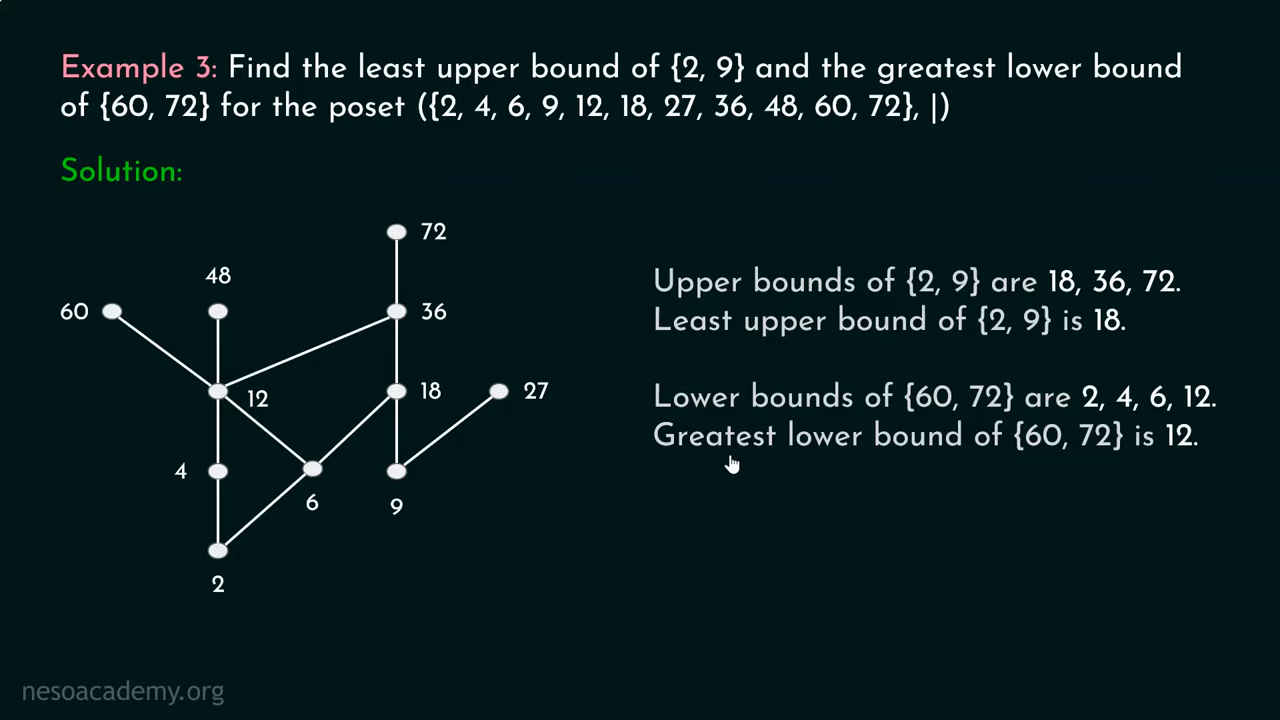 Example 3: Find the least upper bound of {2, 9} and the greatest lower bound
of {60, 72} for the poset ({2, 4, 6, 9, 12, 18, 27, 36, 48, 60, 72}, |)
Solution:
72
48
60
36
12
18
27
4
6
9
2
Upper bounds of {2, 9} are 18, 36, 72.
Least upper bound of {2, 9} is 18.
Lower bounds of {60, 72} are 2, 4, 6, 12.
Greatest lower bound of {60, 72} is 12.
nesoacademy.org